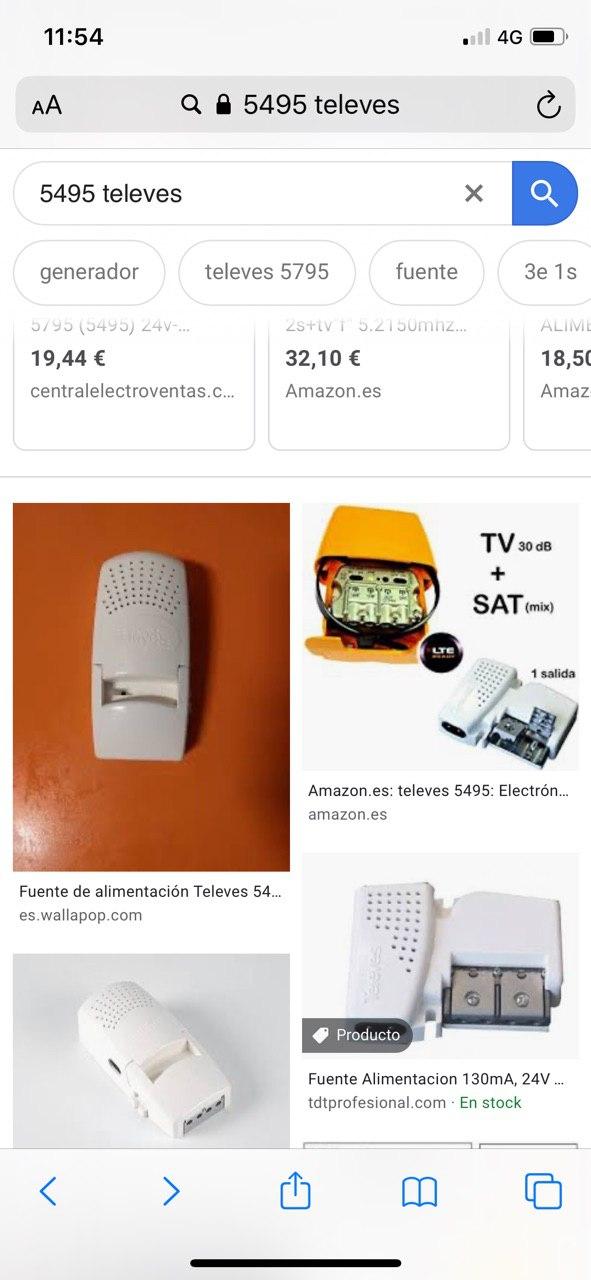 11:54
4G
AA
5495 televes
5495 televes
generador
televes 5795
fuente
3e 1s
5795 (5495) 24v-...
19,44 €
centralelectroventas.c...
2s+tv"f" 5.2150mhz...
32,10 €
Amazon.es
ALIME
18,50
Amaz
TV 30 dB
+
SAT (mix)
LTE
1 salida
Amazon.es: televes 5495: Electrón...
amazon.es
Fuente de alimentación Televes 54...
es.wallapop.com
Producto
Fuente Alimentacion 130mA, 24V ...
tdtprofesional.com · En stock